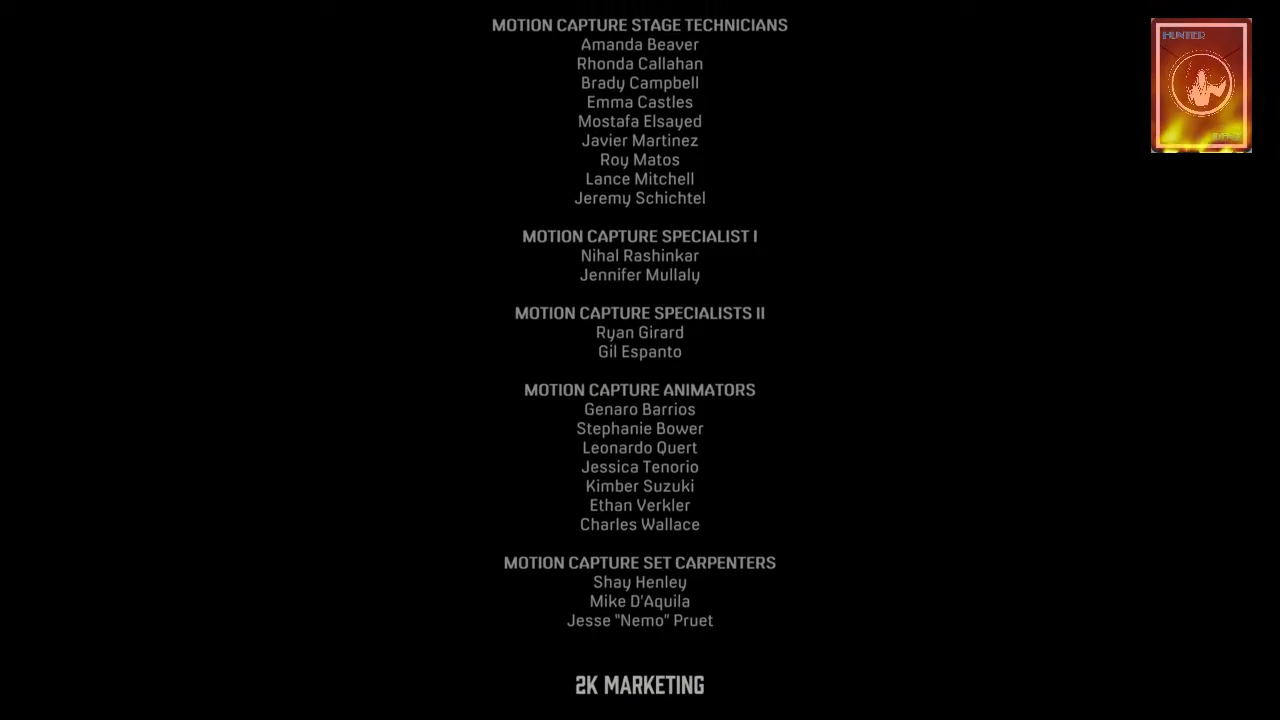 MOTION CAPTURE STAGE TECHNICIANS
Amanda Beaver
Rhonda Callahan
Brady Campbell
Emma Castles
Mostafa Elsayed
Javier Martinez
Roy Matos
Lance Mitchell
Jeremy Schichtel
MOTION CAPTURE SPECIALIST I
Nihal Rashinkar
Jennifer Mullaly
MOTION CAPTURE SPECIALISTS II
Ryan Girard
Gil Espanto
MOTION CAPTURE ANIMATORS
Genaro Barrios
Stephanie Bower
Leonardo Quert
Jessica Tenorio
Kimber Suzuki
Ethan Verkler
Charles Wallace
MOTION CAPTURE SET CARPENTERS
Shay Henley
Mike D'Aquila
Jesse "Nemo" Pruet
2K MARKETING
HUNTER